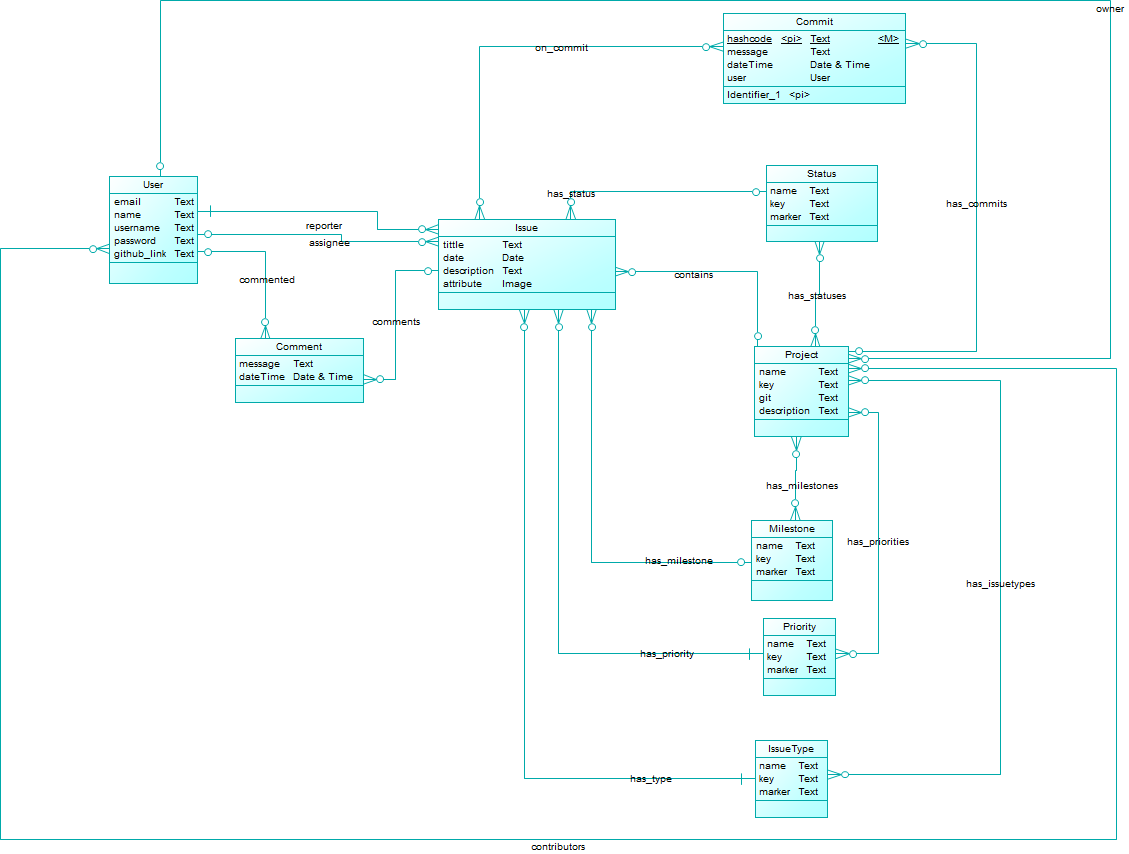 owner
Commit
hashcode <pi> Text <M>
message Text
dateTime Date & Time
user User
Identifier_1 <pi>
on_commit
Status
name Text
key Text
marker Text
has_status
has_commits
User
email Text
name Text
username Text
password Text
github_link Text
reporter
assignee
Issue
tittle Text
date Date
description Text
attribute Image
contains
commented
comments
has_statuses
Comment
message Text
dateTime Date & Time
Project
name Text
key Text
git Text
description Text
has_milestones
Milestone
name Text
key Text
marker Text
has_milestone
has_priorities
has_issuetypes
Priority
name Text
key Text
marker Text
has_priority
IssueType
name Text
key Text
marker Text
has_type
contributors